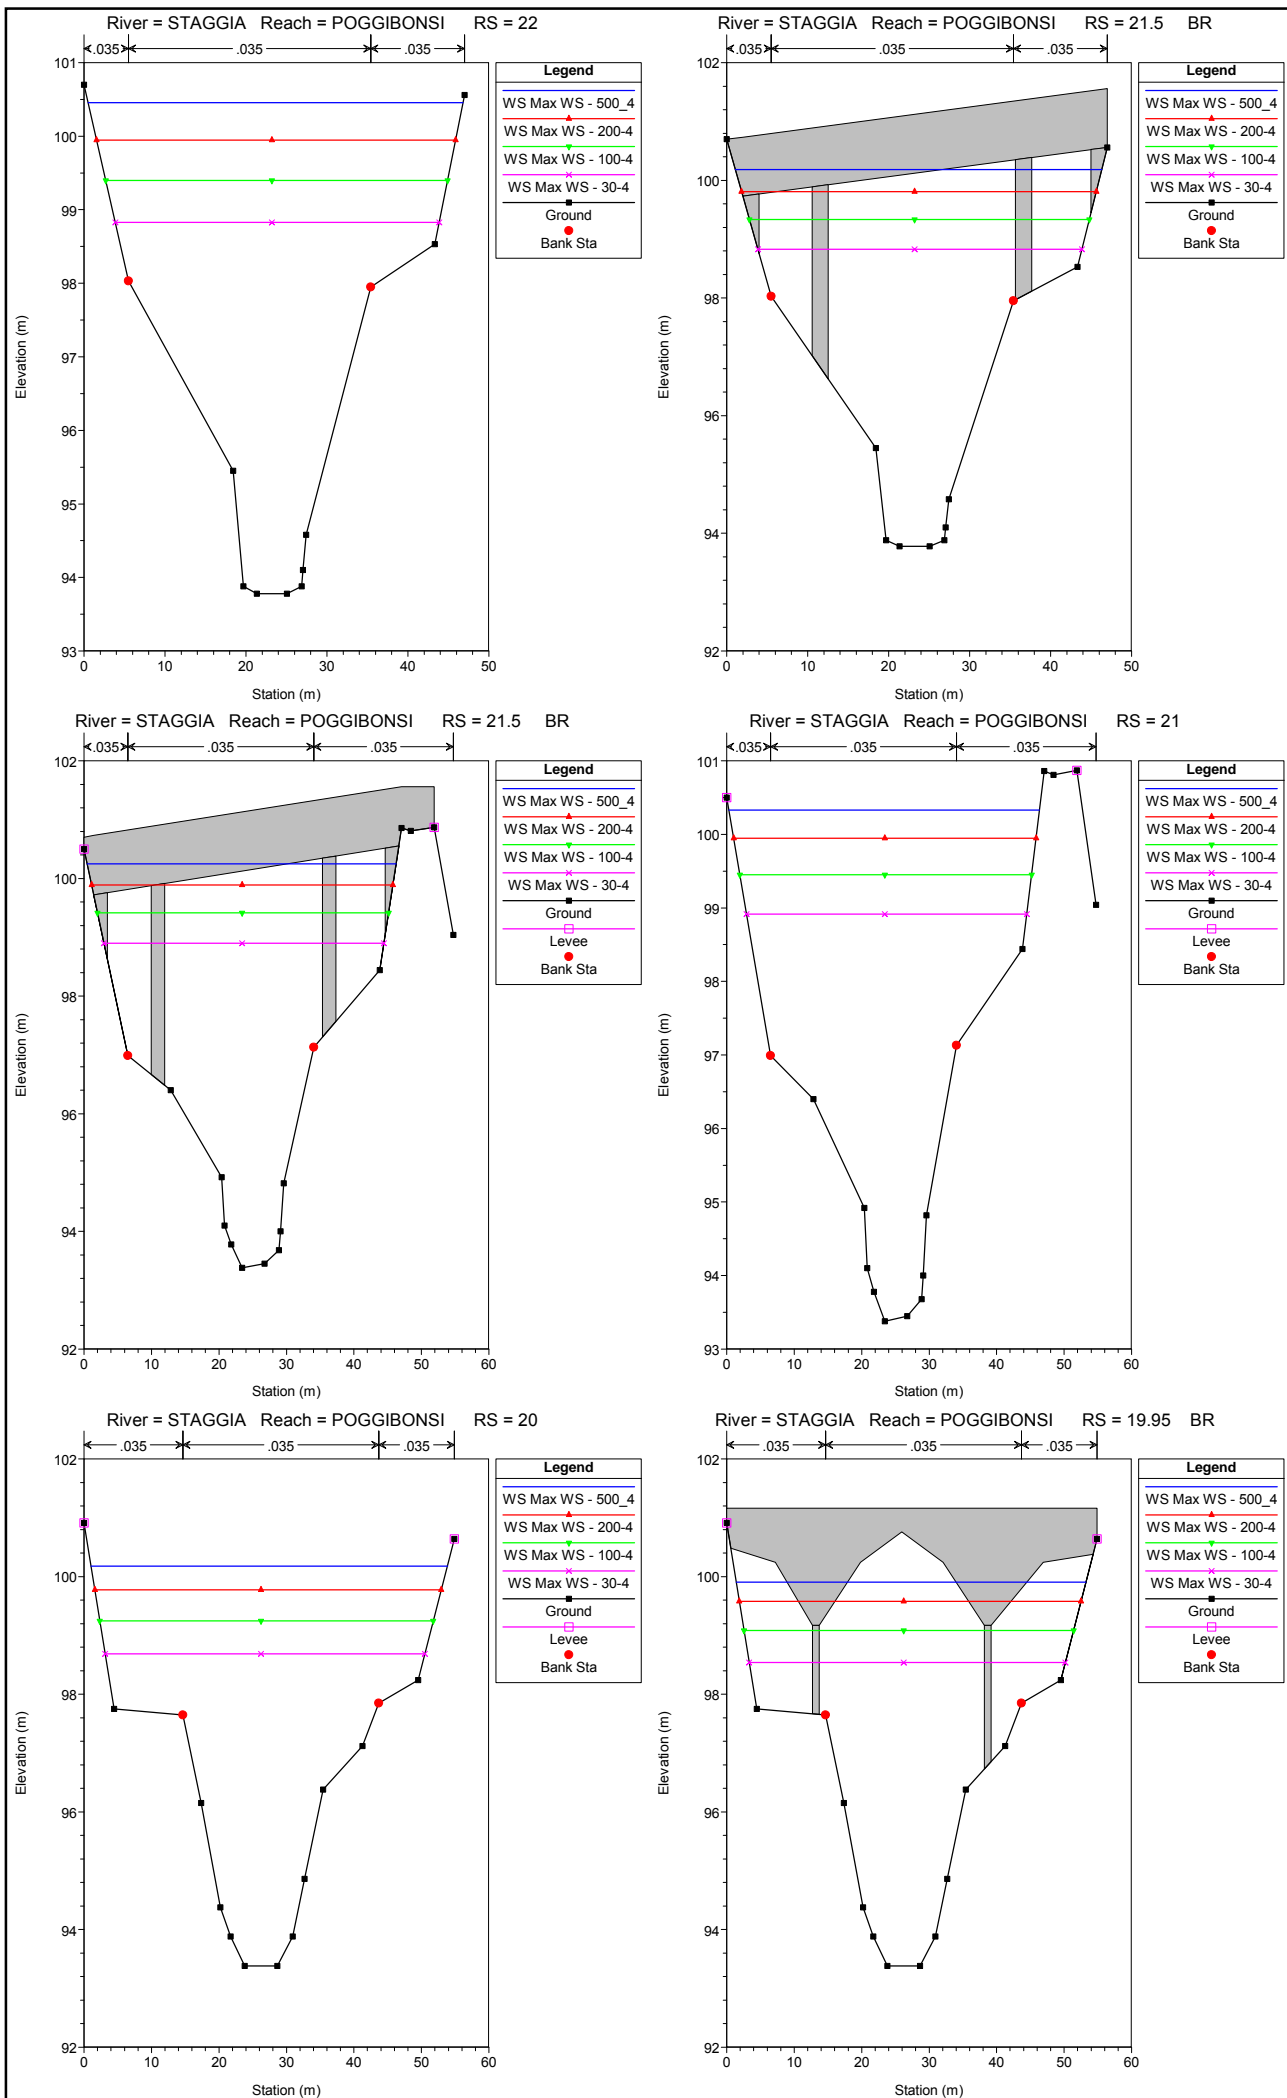 River = STAGGIA Reach = POGGIBONSI RS = 22
.035 .035 .035
101
100
99
98
97
96
95
94
93
0 10 20 30 40 50
Station (m)
Elevation (m)
Legend
WS Max WS - 500_4
WS Max WS - 200-4
WS Max WS - 100-4
WS Max WS - 30-4
Ground
Bank Sta
River = STAGGIA Reach = POGGIBONSI RS = 21.5 BR
.035 .035 .035
102
100
98
96
94
92
0 10 20 30 40 50
Station (m)
Elevation (m)
Legend
WS Max WS - 500_4
WS Max WS - 200-4
WS Max WS - 100-4
WS Max WS - 30-4
Ground
Bank Sta
River = STAGGIA Reach = POGGIBONSI RS = 21.5 BR
.035 .035 .035
102
100
98
96
94
92
0 10 20 30 40 50 60
Station (m)
Elevation (m)
Legend
WS Max WS - 500_4
WS Max WS - 200-4
WS Max WS - 100-4
WS Max WS - 30-4
Ground
Levee
Bank Sta
River = STAGGIA Reach = POGGIBONSI RS = 21
.035 .035 .035
101
100
99
98
97
96
95
94
93
0 10 20 30 40 50 60
Station (m)
Elevation (m)
Legend
WS Max WS - 500_4
WS Max WS - 200-4
WS Max WS - 100-4
WS Max WS - 30-4
Ground
Levee
Bank Sta
River = STAGGIA Reach = POGGIBONSI RS = 20
.035 .035 .035
102
100
98
96
94
92
0 10 20 30 40 50 60
Station (m)
Elevation (m)
Legend
WS Max WS - 500_4
WS Max WS - 200-4
WS Max WS - 100-4
WS Max WS - 30-4
Ground
Levee
Bank Sta
River = STAGGIA Reach = POGGIBONSI RS = 19.95 BR
.035 .035 .035
102
100
98
96
94
92
0 10 20 30 40 50 60
Station (m)
Elevation (m)
Legend
WS Max WS - 500_4
WS Max WS - 200-4
WS Max WS - 100-4
WS Max WS - 30-4
Ground
Levee
Bank Sta